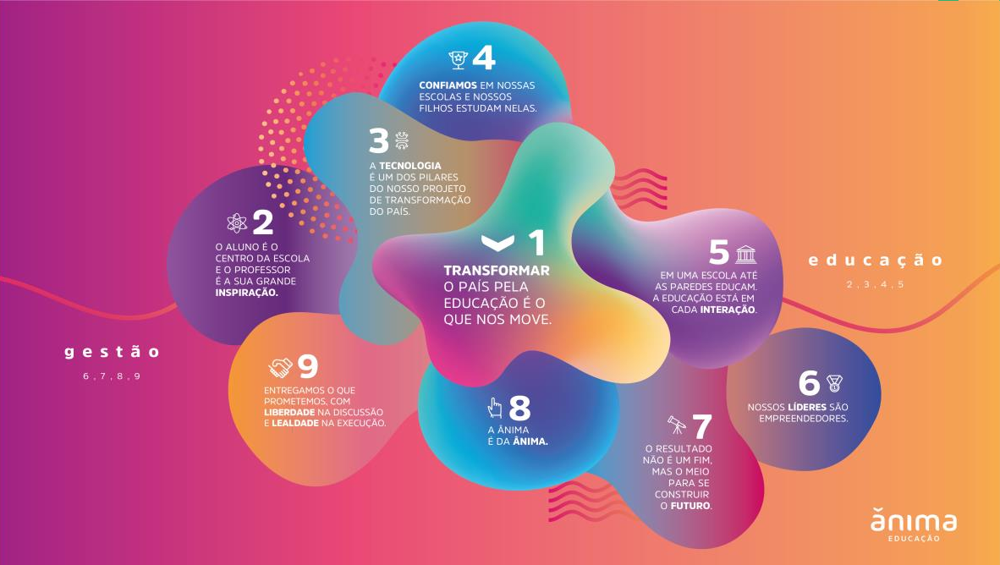 4
CONFIAMOS EM NOSSAS
ESCOLAS E NOSSOS
FILHOS ESTUDAM NELAS.
3
A TECNOLOGIA
É UM DOS PILARES
DO NOSSO PROJETO
DE TRANSFORMAÇÃO
DO PAÍS.
2
O ALUNO É O
CENTRO DA ESCOLA
E O PROFESSOR
É A SUA GRANDE
INSPIRAÇÃO.
1
TRANSFORMAR
O PAÍS PELA
EDUCAÇÃO É O
QUE NOS MOVE.
5
EM UMA ESCOLA ATÉ
AS PAREDES EDUCAM.
A EDUCAÇÃO ESTÁ EM
CADA INTERAÇÃO.
educação
2,3,4,5
gestão
6,7,8,9
9
ENTREGAMOS O QUE
PROMETEMOS, COM
LIBERDADE NA DISCUSSÃO
E LEALDADE NA EXECUÇÃO.
8
A ÂNIMA
É DA ÂNIMA.
7
O RESULTADO
NÃO É UM FIM,
MAS O MEIO
PARA SE
CONSTRUIR
O FUTURO.
6
NOSSOS LÍDERES SÃO
EMPREENDEDORES.
ănima
EDUCAÇÃO